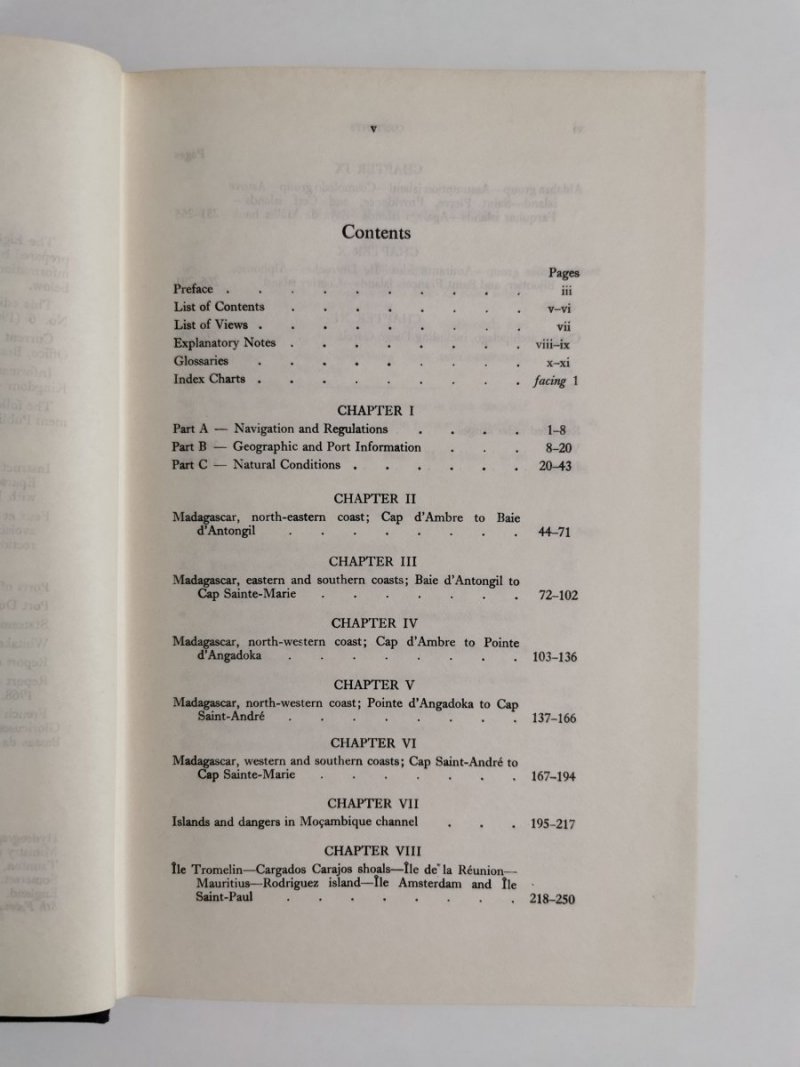 v
Contents
Pages
Preface . . . . . . . . . . iii
List of Contents . . . . . . . . v–vi
List of Views . . . . . . . . . vii
Explanatory Notes . . . . . . . . viii–ix
Glossaries . . . . . . . . . x–xi
Index Charts . . . . . . . . . facing 1
CHAPTER I
Part A — Navigation and Regulations . . . . 1–8
Part B — Geographic and Port Information . . . 8–20
Part C — Natural Conditions . . . . . . 20–43
CHAPTER II
Madagascar, north-eastern coast; Cap d'Ambre to Baie
d'Antongil . . . . . . . . 44–71
CHAPTER III
Madagascar, eastern and southern coasts; Baie d'Antongil to
Cap Sainte-Marie . . . . . . . 72–102
CHAPTER IV
Madagascar, north-western coast; Cap d'Ambre to Pointe
d'Angadoka . . . . . . . . 103–136
CHAPTER V
Madagascar, north-western coast; Pointe d'Angadoka to Cap
Saint-André . . . . . . . . 137–166
CHAPTER VI
Madagascar, western and southern coasts; Cap Saint-André to
Cap Sainte-Marie . . . . . . . 167–194
CHAPTER VII
Islands and dangers in Moçambique channel . . . 195–217
CHAPTER VIII
Île Tromelin—Cargados Carajos shoals—Île de la Réunion—
Mauritius—Rodriguez island—Île Amsterdam and Île
Saint-Paul . . . . . . . . 218–250